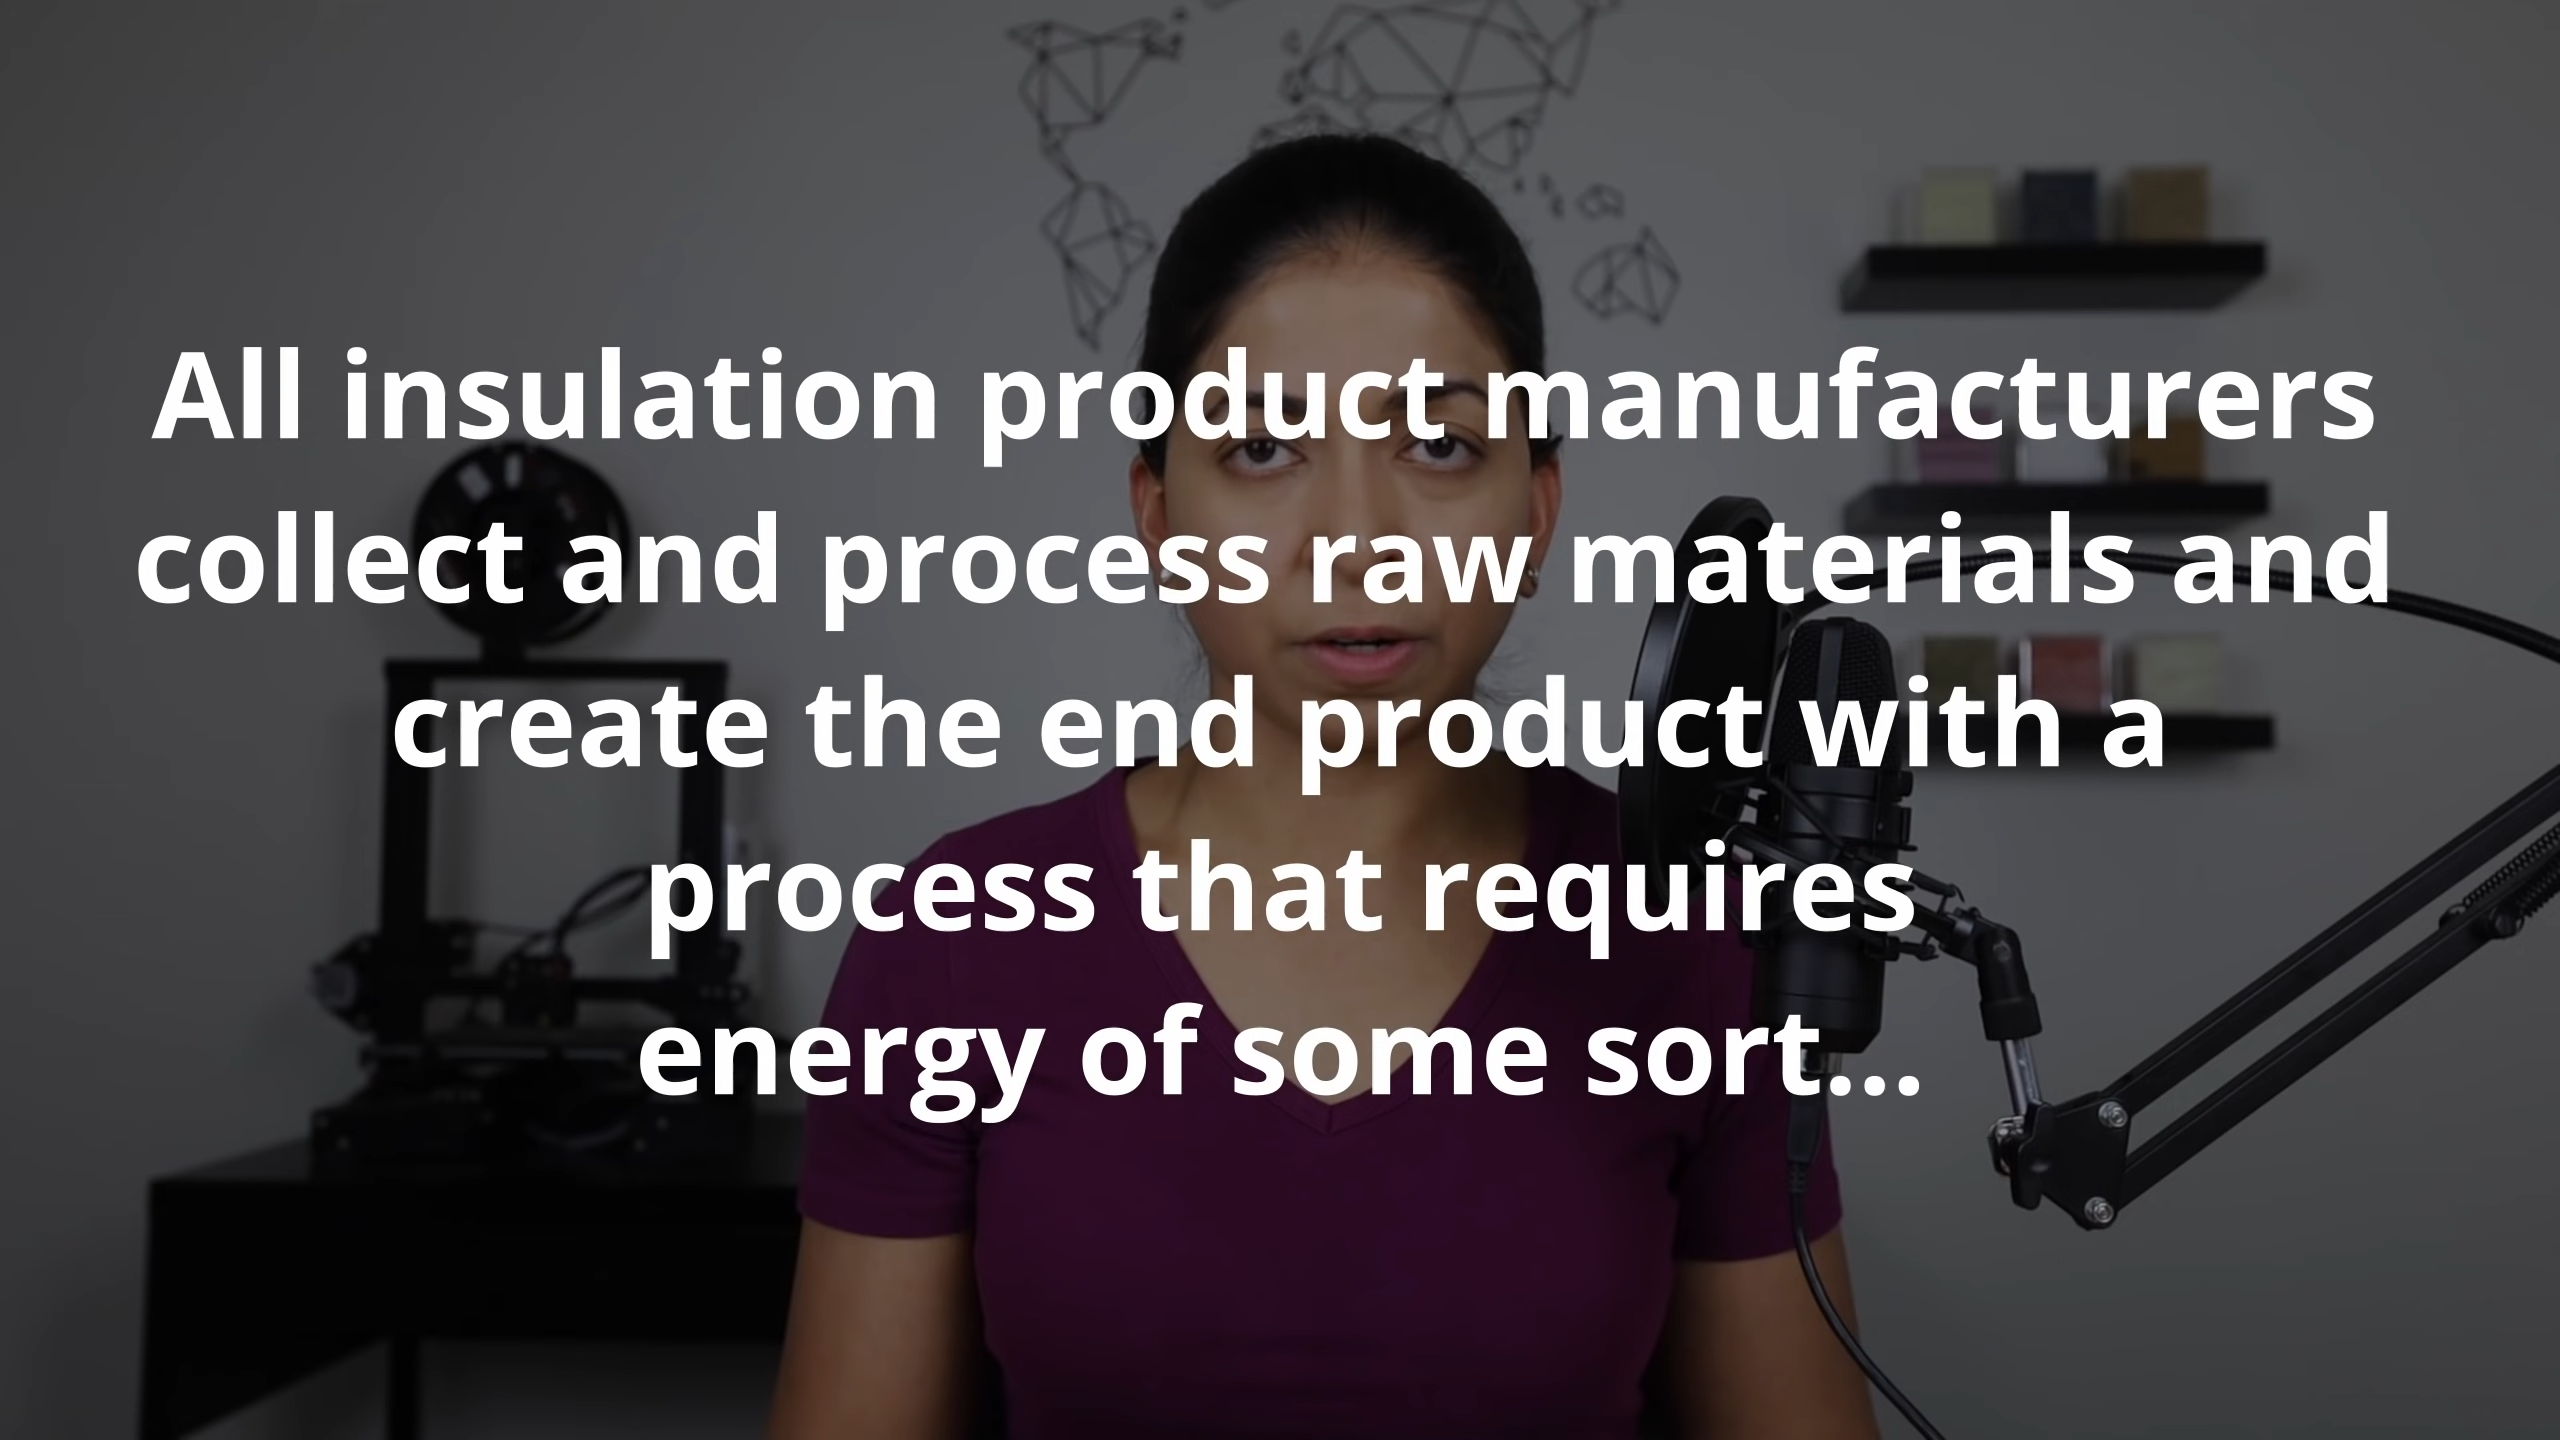 All insulation product manufacturers
collect and process raw materials and
create the end product with a
process that requires
energy of some sort...